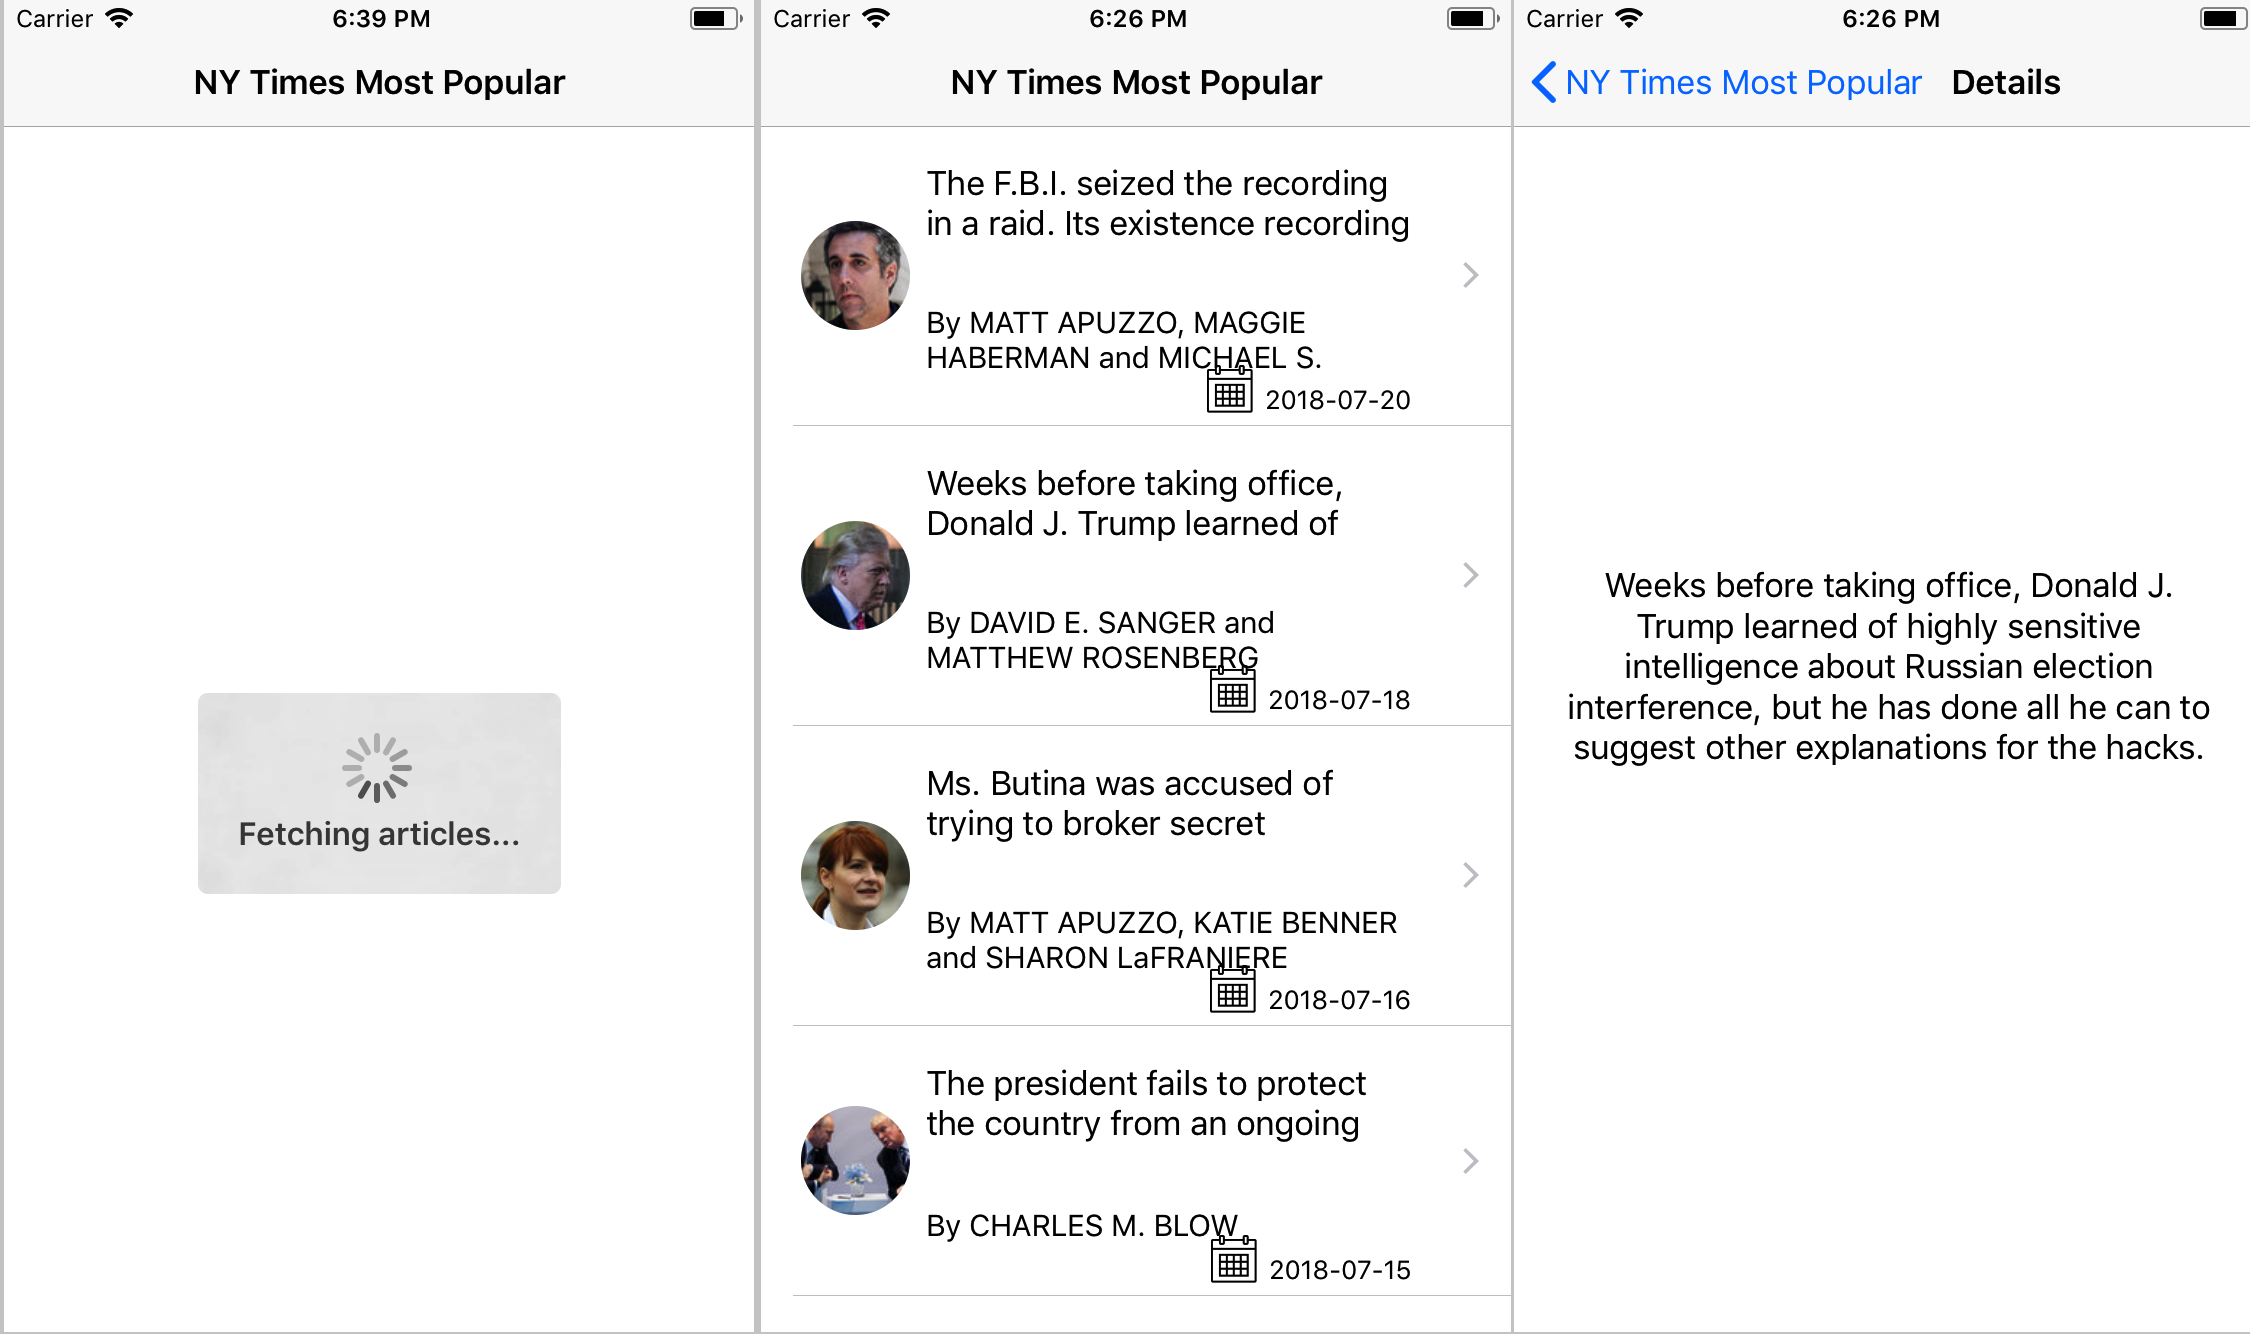 Carrier 6:39 PM
NY Times Most Popular
Fetching articles...
Carrier 6:26 PM
NY Times Most Popular
The F.B.I. seized the recording
in a raid. Its existence recording
By MATT APUZZO, MAGGIE
HABERMAN and MICHAEL S.
2018-07-20
Weeks before taking office,
Donald J. Trump learned of
By DAVID E. SANGER and
MATTHEW ROSENBERG
2018-07-18
Ms. Butina was accused of
trying to broker secret
By MATT APUZZO, KATIE BENNER
and SHARON LaFRANIERE
2018-07-16
The president fails to protect
the country from an ongoing
By CHARLES M. BLOW
2018-07-15
Carrier 6:26 PM
NY Times Most Popular Details
Weeks before taking office, Donald J.
Trump learned of highly sensitive
intelligence about Russian election
interference, but he has done all he can to
suggest other explanations for the hacks.